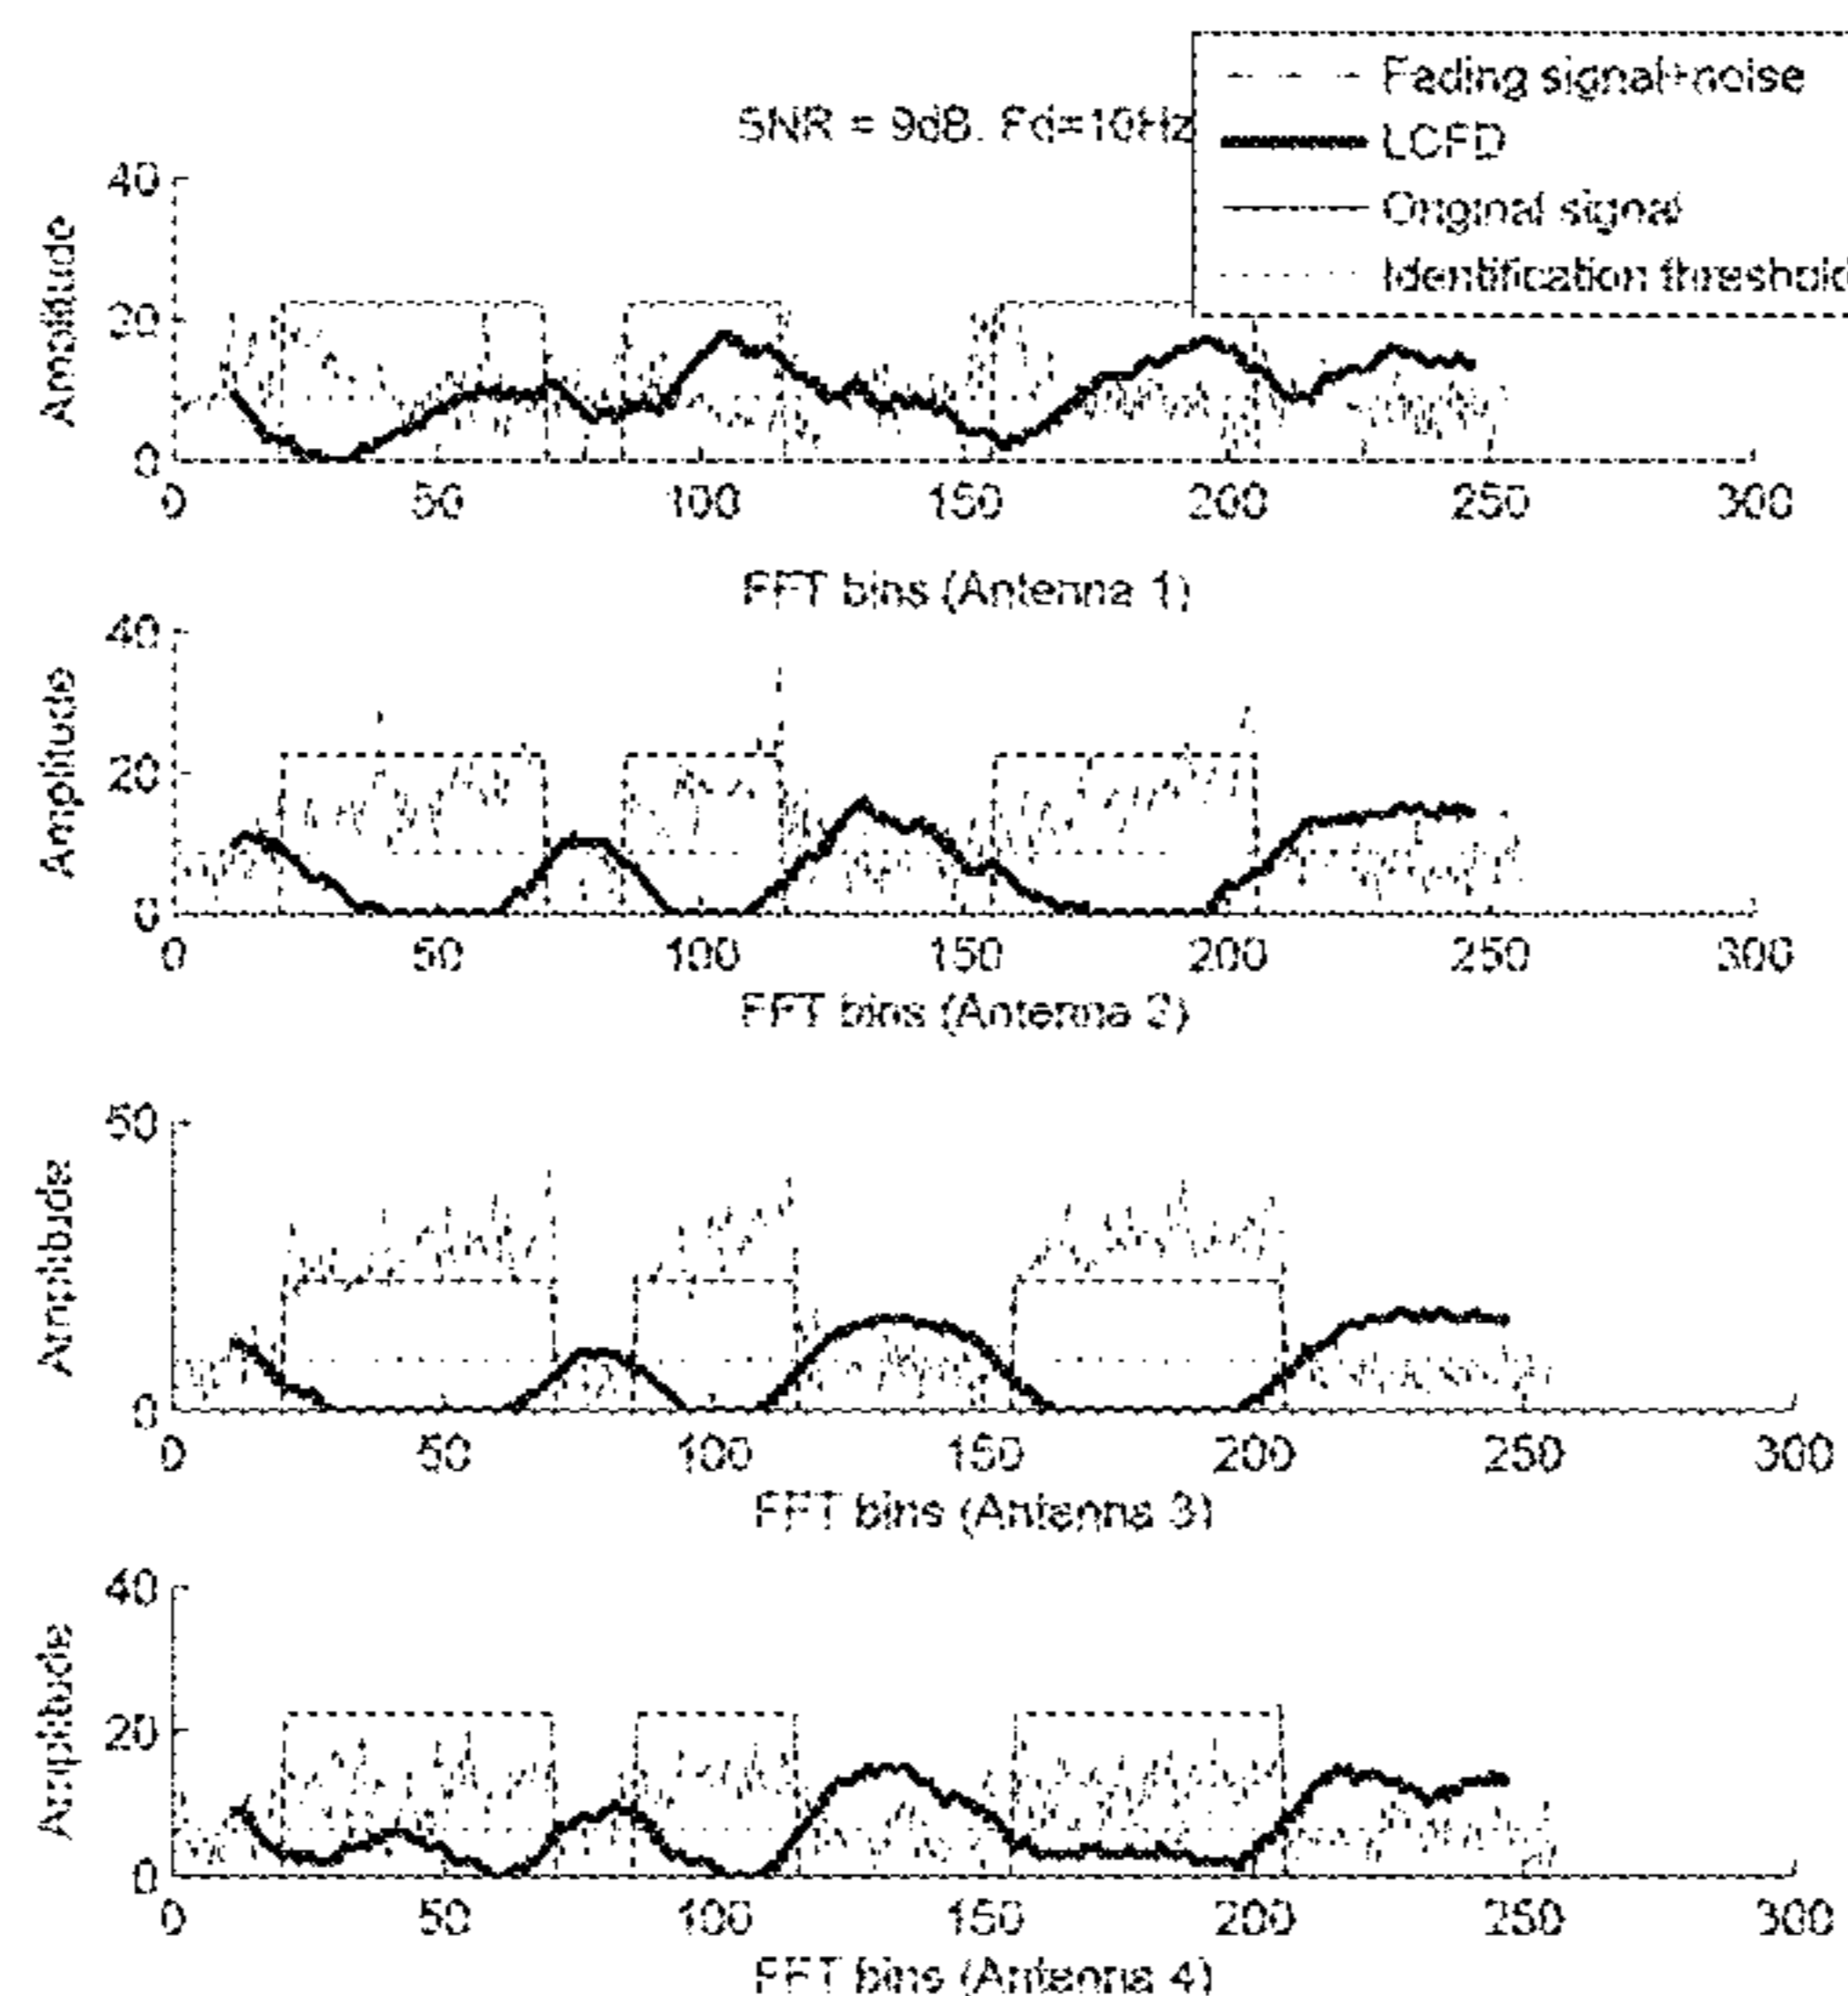 Fading signal+noise
SNR = 9dB. Fd=10Hz
LCFD
Original signal
Identification threshold
Amplitude
40
20
0
0 50 100 150 200 250 300
FFT bins (Antenna 1)
Amplitude
40
20
0
0 50 100 150 200 250 300
FFT bins (Antenna 2)
Amplitude
50
0
0 50 100 150 200 250 300
FFT bins (Antenna 3)
Amplitude
40
20
0
0 50 100 150 200 250 300
FFT bins (Antenna 4)